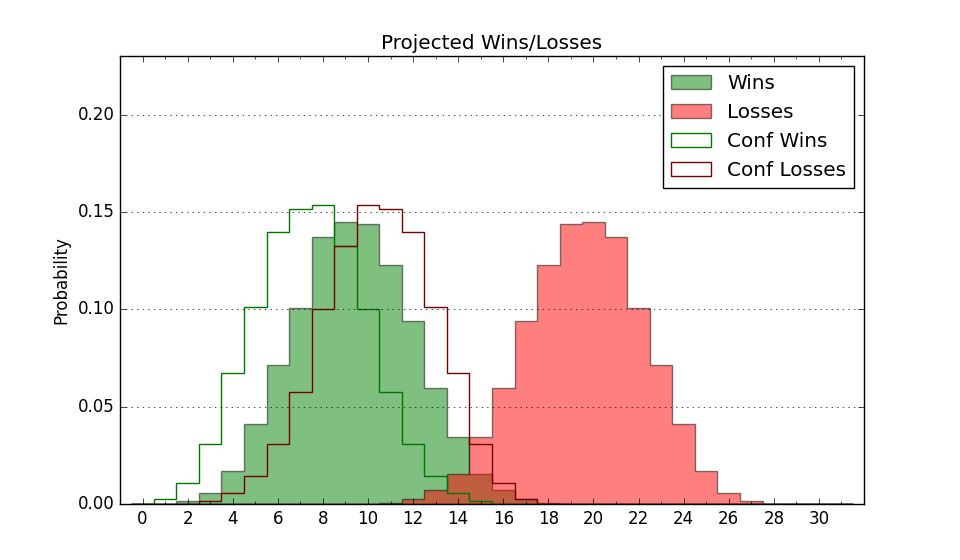 Projected Wins/Losses
Wins
Losses
Conf Wins
Conf Losses
Probability
0.20
0.15
0.10
0.05
0.00
0 2 4 6 8 10 12 14 16 18 20 22 24 26 28 30